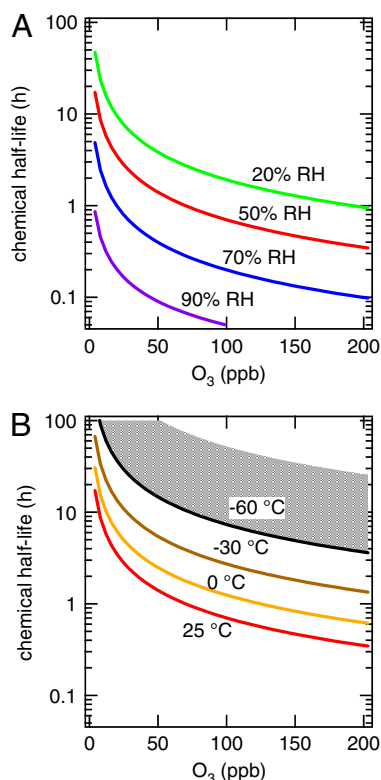 A
100
10
1
0.1
chemical half-life (h)
20% RH
50% RH
70% RH
90% RH
0
50
100
150
200
O₃ (ppb)
B
100
10
1
0.1
chemical half-life (h)
-60 °C
-30 °C
0 °C
25 °C
0
50
100
150
200
O₃ (ppb)